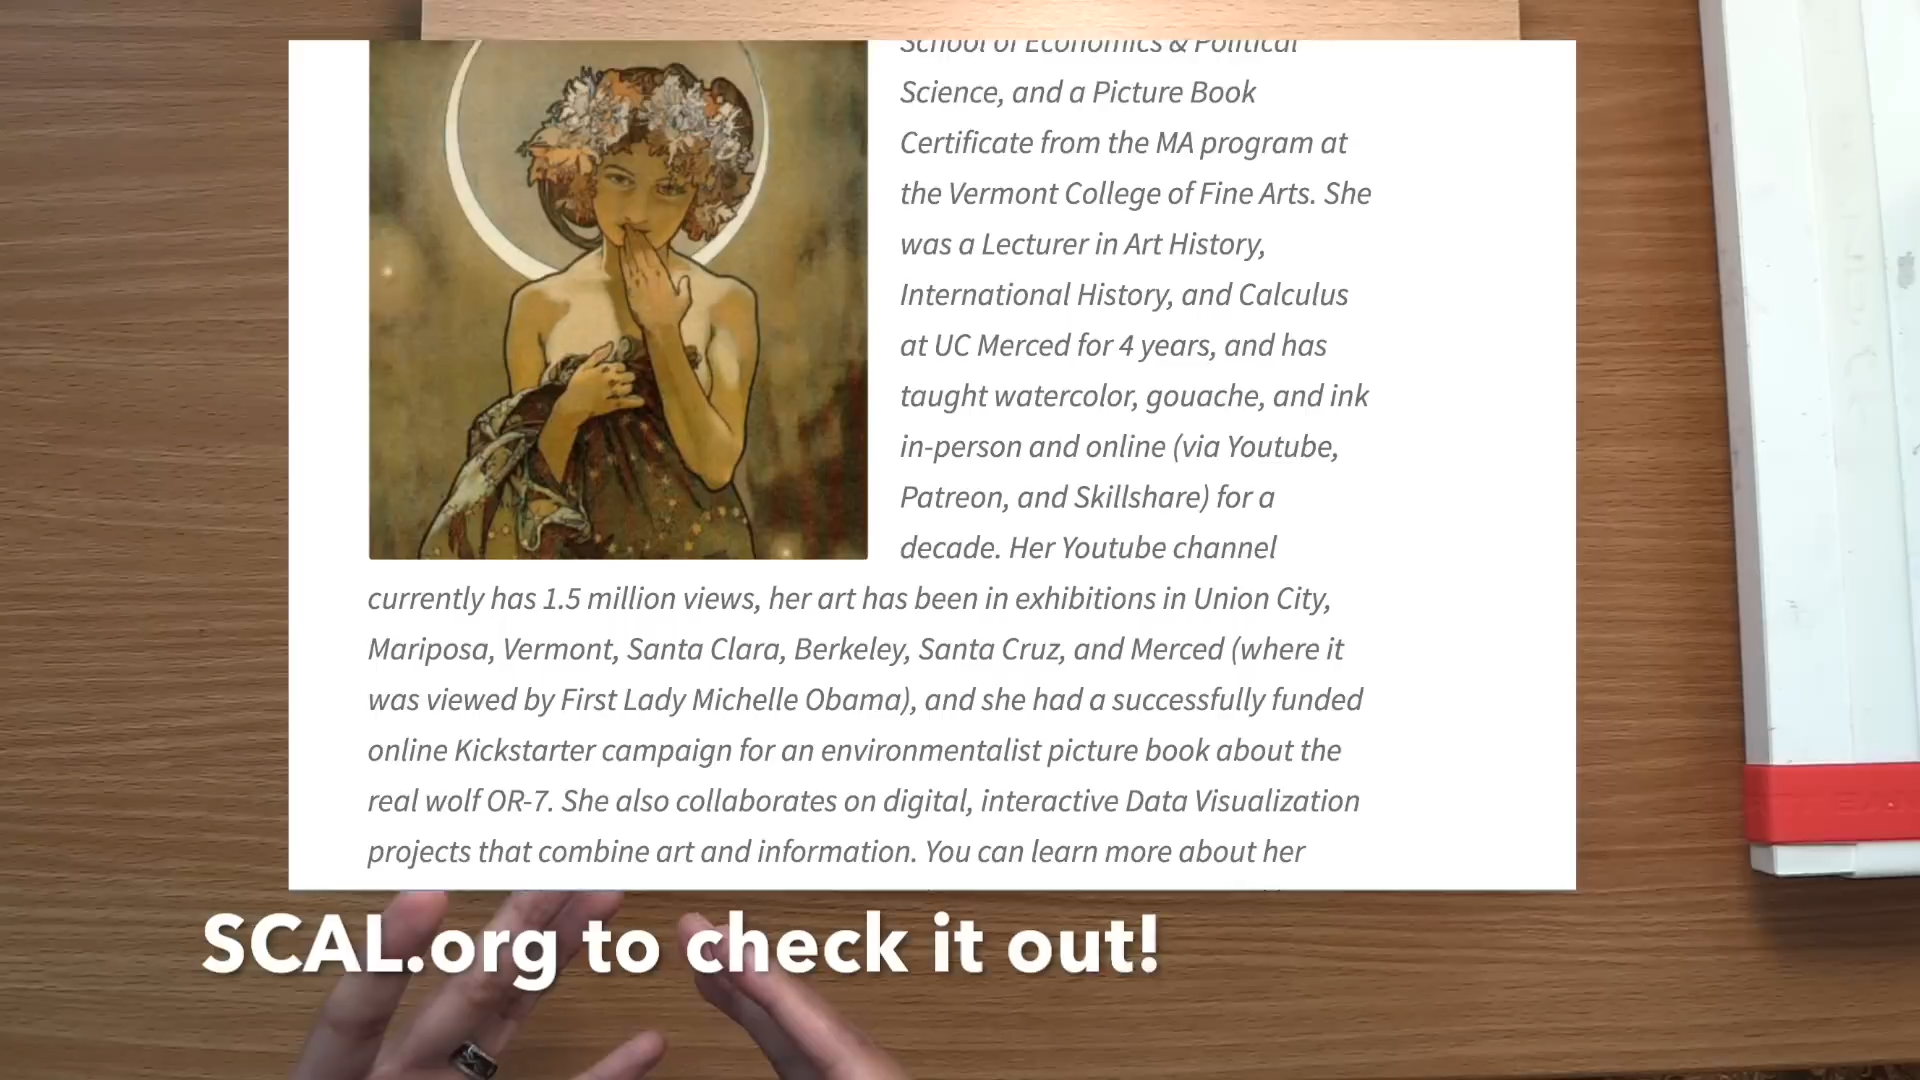 School of Economics & Political
Science, and a Picture Book
Certificate from the MA program at
the Vermont College of Fine Arts. She
was a Lecturer in Art History,
International History, and Calculus
at UC Merced for 4 years, and has
taught watercolor, gouache, and ink
in-person and online (via Youtube,
Patreon, and Skillshare) for a
decade. Her Youtube channel
currently has 1.5 million views, her art has been in exhibitions in Union City,
Mariposa, Vermont, Santa Clara, Berkeley, Santa Cruz, and Merced (where it
was viewed by First Lady Michelle Obama), and she had a successfully funded
online Kickstarter campaign for an environmentalist picture book about the
real wolf OR-7. She also collaborates on digital, interactive Data Visualization
projects that combine art and information. You can learn more about her
SCAL.org to check it out!